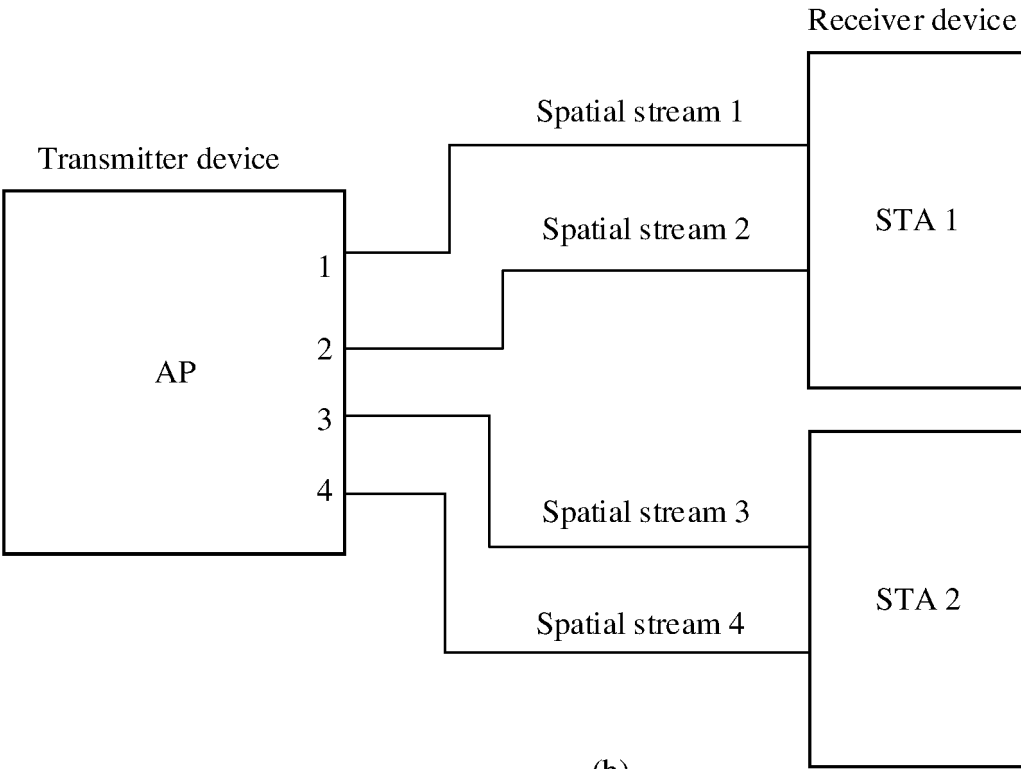 Receiver device
Spatial stream 1
Transmitter device
STA 1
Spatial stream 2
1
2
AP
3
4
Spatial stream 3
STA 2
Spatial stream 4
(b)